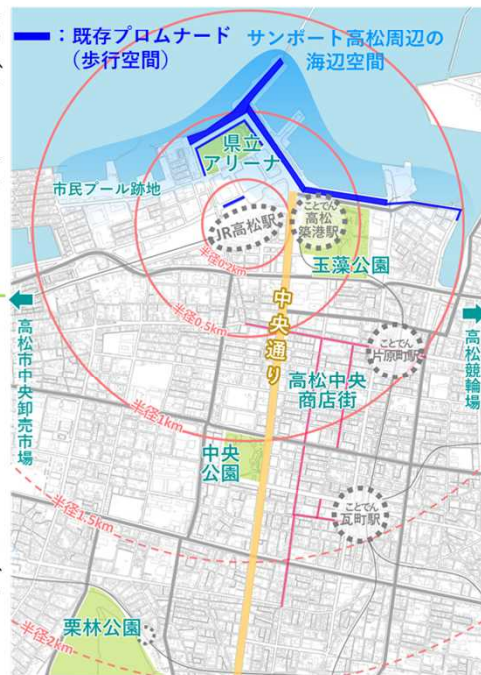 ：既存プロムナード
（歩行空間）
サンポート高松周辺の
海辺空間
県立
アリーナ
市民プール跡地
JR高松駅
ことでん
高松
築港駅
半径0.2km
玉藻公園
中央通り
半径0.5km
ことでん
片原町駅
高松市中央卸売市場
高松競輪場
高松中央
商店街
半径1km
中央
公園
半径1.5km
ことでん
瓦町駅
栗林公園
半径2km